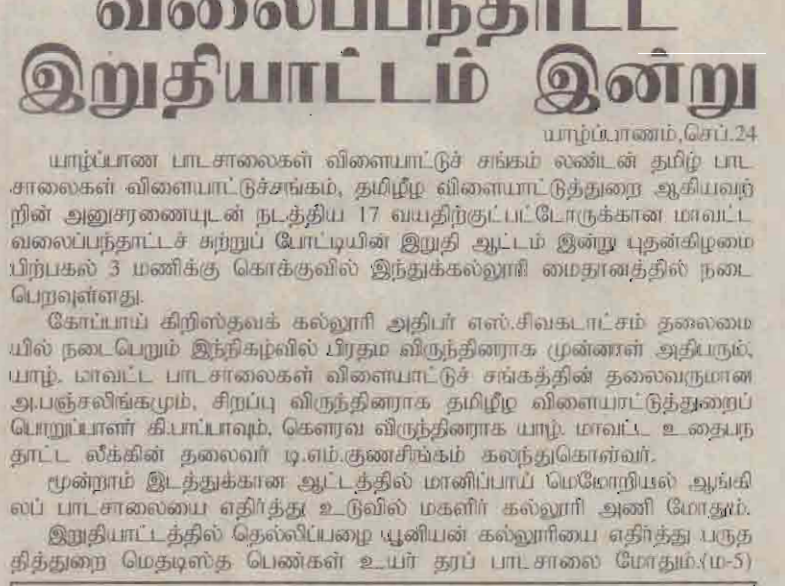 வலைப்பந்தாட்ட
இறுதியாட்டம் இன்று
யாழ்ப்பாணம்,செப்.24
யாழ்ப்பாண பாடசாலைகள் விளையாட்டுச் சங்கம் லண்டன் தமிழ் பாட
சாலைகள் விளையாட்டுச்சங்கம், தமிழீழ விளையாட்டுத்துறை ஆகியவற்
றின் அனுசரணையுடன் நடத்திய 17 வயதிற்குட்பட்டோருக்கான மாவட்ட
வலைப்பந்தாட்டச் சுற்றுப் போட்டியின் இறுதி ஆட்டம் இன்று புதன்கிழமை
பிற்பகல் 3 மணிக்கு கொக்குவில் இந்துக்கல்லூரி மைதானத்தில் நடை
பெறவுள்ளது.
கோப்பாய் கிறிஸ்தவக் கல்லூரி அதிபர் எஸ்.சிவகடாட்சம் தலைமை
யில் நடைபெறும் இந்நிகழ்வில் பிரதம விருந்தினராக முன்னாள் அதிபரும்,
யாழ். மாவட்ட பாடசாலைகள் விளையாட்டுச் சங்கத்தின் தலைவருமான
அ.பஞ்சலிங்கமும், சிறப்பு விருந்தினராக தமிழீழ விளையாட்டுத்துறைப்
பொறுப்பாளர் கி.பாப்பாவும், கௌரவ விருந்தினராக யாழ். மாவட்ட உதைபந்
தாட்ட லீக்கின் தலைவர் டி.எம்.குணசிங்கம் கலந்துகொள்வர்.
மூன்றாம் இடத்துக்கான ஆட்டத்தில் மானிப்பாய் மெமோறியல் ஆங்கி
லப் பாடசாலையை எதிர்த்து உடுவில் மகளிர் கல்லூரி அணி மோதும்.
இறுதியாட்டத்தில் தெல்லிப்பழை யூனியன் கல்லூரியை எதிர்த்து பருத்
தித்துறை மெதடிஸ்த பெண்கள் உயர் தரப் பாடசாலை மோதும்.(ம-5)